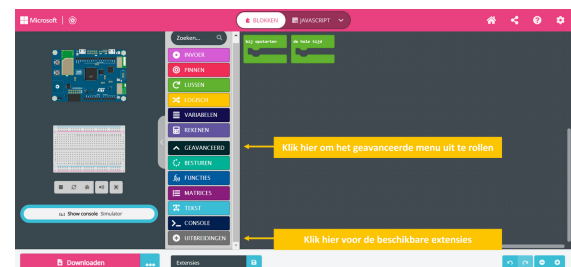 Microsoft
BLOKKEN
JAVASCRIPT
Zoeken...
INVOER
PINNEN
LUSSEN
LOGISCH
VARIABELEN
REKENEN
GEAVANCEERD
BESTUREN
FUNCTIES
MATRICES
TEKST
CONSOLE
UITBREIDINGEN
bij opstarten
de hele tijd
Klik hier om het geavanceerde menu uit te rollen
Klik hier voor de beschikbare extensies
Show console Simulator
Downloaden
...
Extensies